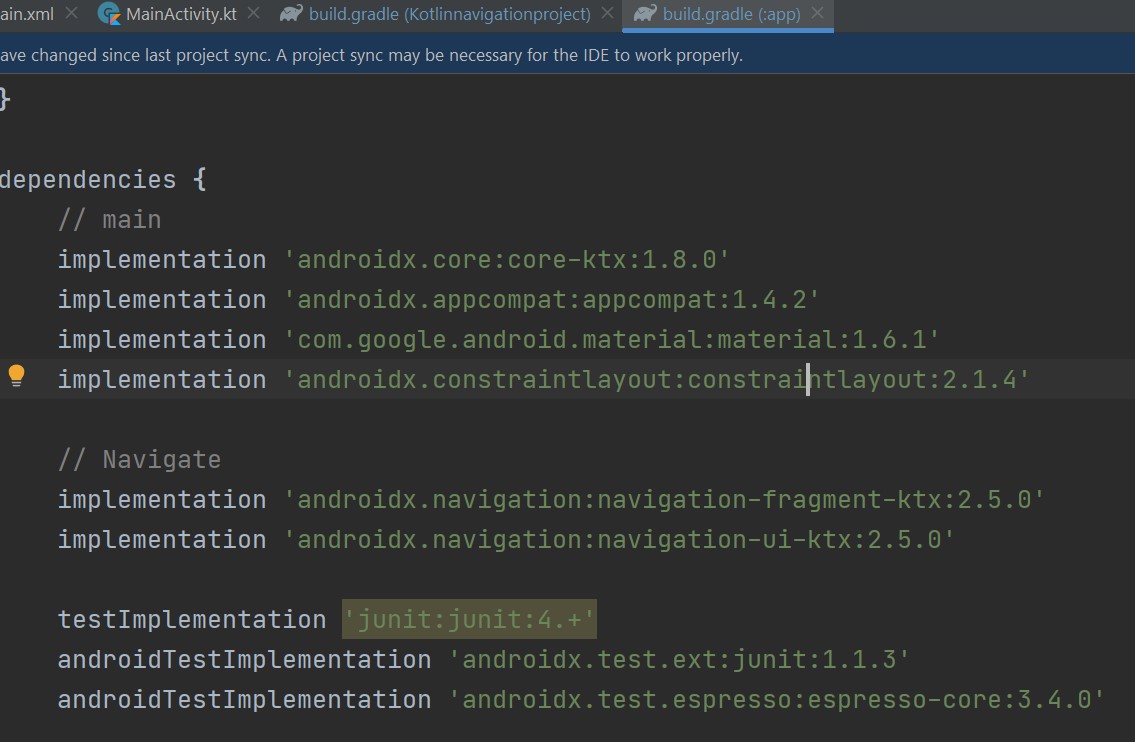 ain.xml MainActivity.kt build.gradle (Kotlinnavigationproject) build.gradle (:app)
ave changed since last project sync. A project sync may be necessary for the IDE to work properly.
}
dependencies {
// main
implementation 'androidx.core:core-ktx:1.8.0'
implementation 'androidx.appcompat:appcompat:1.4.2'
implementation 'com.google.android.material:material:1.6.1'
implementation 'androidx.constraintlayout:constraintlayout:2.1.4'
// Navigate
implementation 'androidx.navigation:navigation-fragment-ktx:2.5.0'
implementation 'androidx.navigation:navigation-ui-ktx:2.5.0'
testImplementation 'junit:junit:4.+'
androidTestImplementation 'androidx.test.ext:junit:1.1.3'
androidTestImplementation 'androidx.test.espresso:espresso-core:3.4.0'